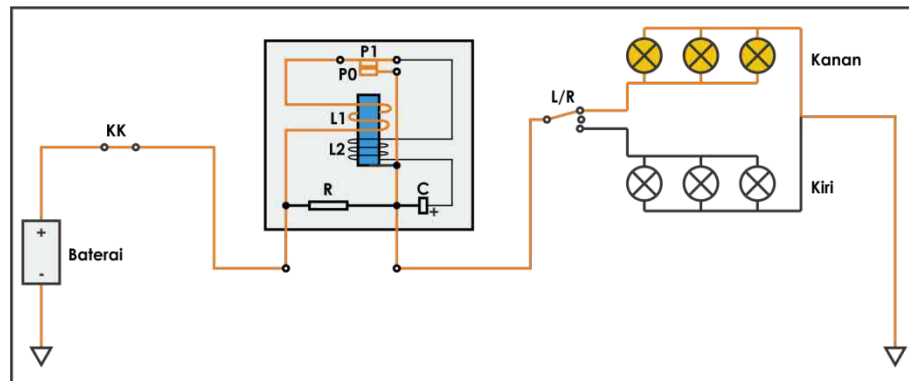 P1
P0
L1
L2
R
C
+
KK
+
-
Baterai
L/R
Kanan
Kiri